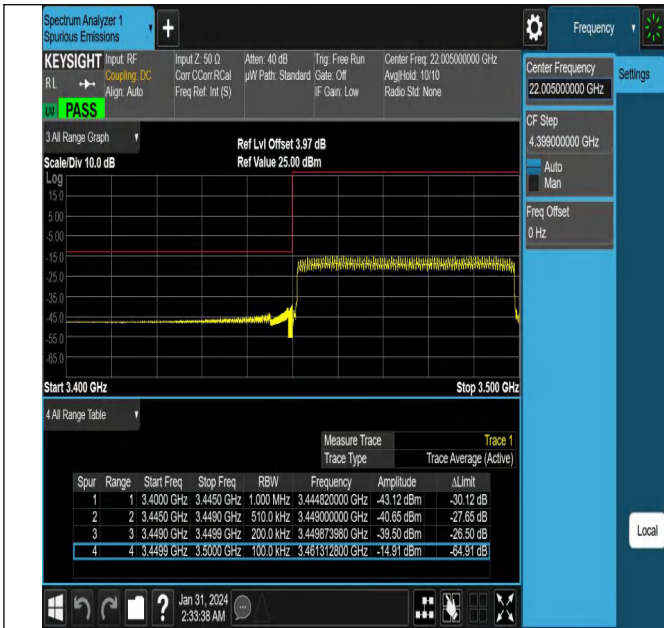 Spectrum Analyzer 1
Spurious Emissions
Frequency
KEYSIGHT Input: RF Input Z: 50 Ω Atten: 40 dB Trig: Free Run Center Freq: 22.005000000 GHz
RL Coupling: DC Corr CCorr RCal µW Path: Standard Gate: Off Avg|Hold: 10/10
Align: Auto Freq Ref: Int (S) IF Gain: Low Radio Std: None
PASS
Center Frequency
22.005000000 GHz
Settings
CF Step
4.399000000 GHz
Auto
Man
Freq Offset
0 Hz
3 All Range Graph
Ref Lvl Offset 3.97 dB
Scale/Div 10.0 dB Ref Value 25.00 dBm
Log
15.0
5.00
-5.00
-15.0
-25.0
-35.0
-45.0
-55.0
-65.0
Start 3.400 GHz Stop 3.500 GHz
4 All Range Table
Measure Trace Trace 1
Trace Type Trace Average (Active)
Spur Range Start Freq Stop Freq RBW Frequency Amplitude ΔLimit
1 1 3.4000 GHz 3.4450 GHz 1.000 MHz 3.444820000 GHz -43.12 dBm -30.12 dB
2 2 3.4450 GHz 3.4490 GHz 510.0 kHz 3.449000000 GHz -40.65 dBm -27.65 dB
3 3 3.4490 GHz 3.4499 GHz 200.0 kHz 3.449873980 GHz -39.50 dBm -26.50 dB
4 4 3.4499 GHz 3.5000 GHz 100.0 kHz 3.461312800 GHz -14.91 dBm -64.91 dB
Local
Jan 31, 2024
2:33:38 AM